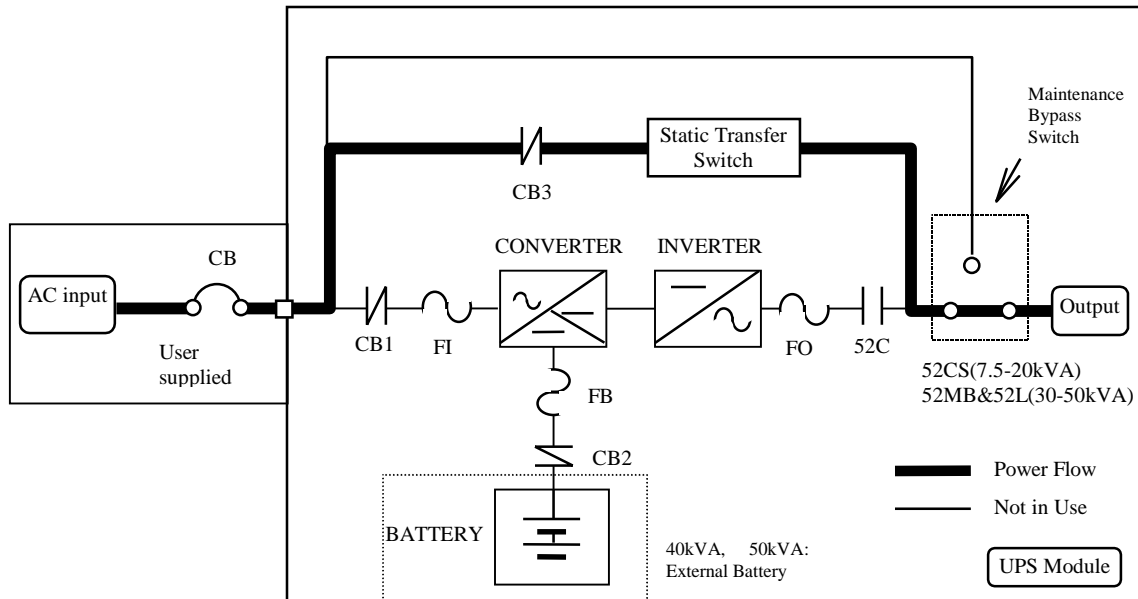 Maintenance
Bypass
Switch
Static Transfer
Switch
CB3
CONVERTER
INVERTER
CB
AC input
Output
User
supplied
CB1
FI
FO
52C
52CS(7.5-20kVA)
52MB&52L(30-50kVA)
FB
CB2
Power Flow
Not in Use
BATTERY
40kVA, 50kVA:
External Battery
UPS Module